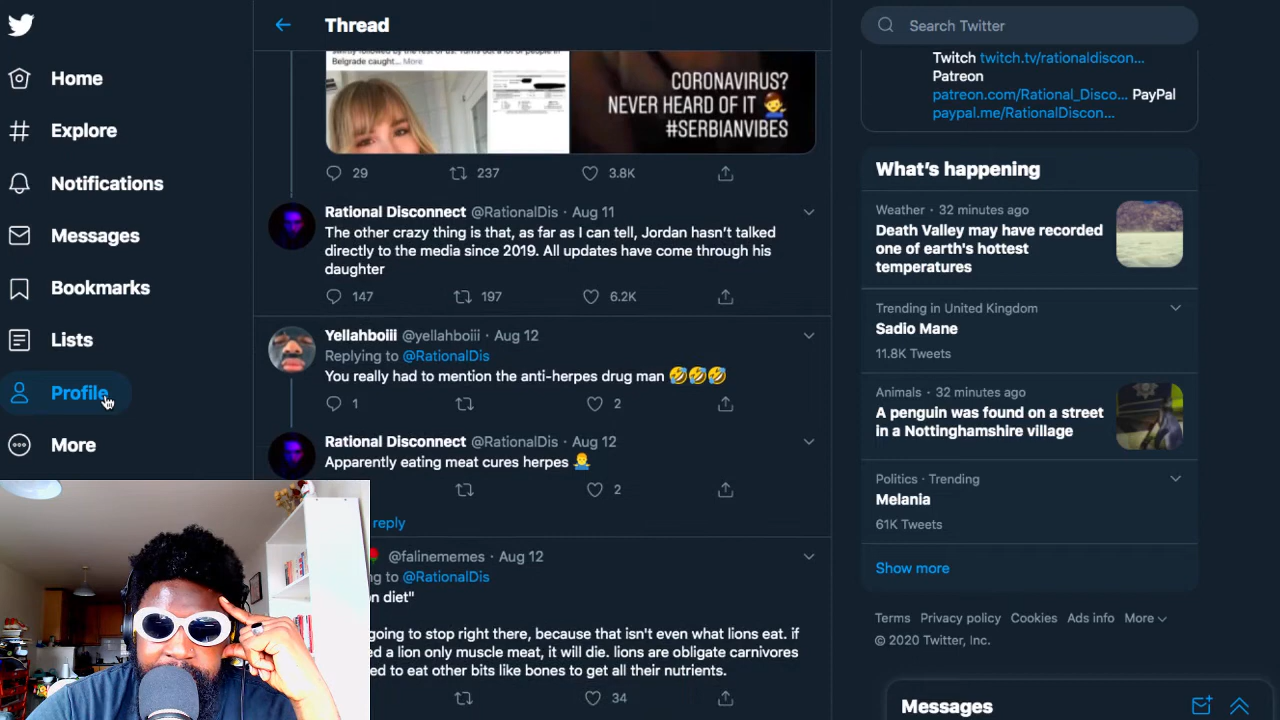 Home
Explore
Notifications
Messages
Bookmarks
Lists
Profile
More
Thread
Belgrade caught... More
CORONAVIRUS?
NEVER HEARD OF IT 🤷‍♂️
#SERBIANVIBES
29 237 3.8K
Rational Disconnect @RationalDis · Aug 11
The other crazy thing is that, as far as I can tell, Jordan hasn't talked
directly to the media since 2019. All updates have come through his
daughter
147 197 6.2K
Yellahboiii @yellahboiii · Aug 12
Replying to @RationalDis
You really had to mention the anti-herpes drug man 🤣🤣🤣
1 2
Rational Disconnect @RationalDis · Aug 12
Apparently eating meat cures herpes 🤷‍♂️
2
reply
@falinememes · Aug 12
to @RationalDis
diet"
going to stop right there, because that isn't even what lions eat. if
a lion only muscle meat, it will die. lions are obligate carnivores
to eat other bits like bones to get all their nutrients.
34
Search Twitter
Twitch twitch.tv/rationaldiscon...
Patreon
patreon.com/Rational_Disco... PayPal
paypal.me/RationalDiscon...
What's happening
Weather · 32 minutes ago
Death Valley may have recorded
one of earth's hottest
temperatures
Trending in United Kingdom
Sadio Mane
11.8K Tweets
Animals · 32 minutes ago
A penguin was found on a street
in a Nottinghamshire village
Politics · Trending
Melania
61K Tweets
Show more
Terms Privacy policy Cookies Ads info More
© 2020 Twitter, Inc.
Messages